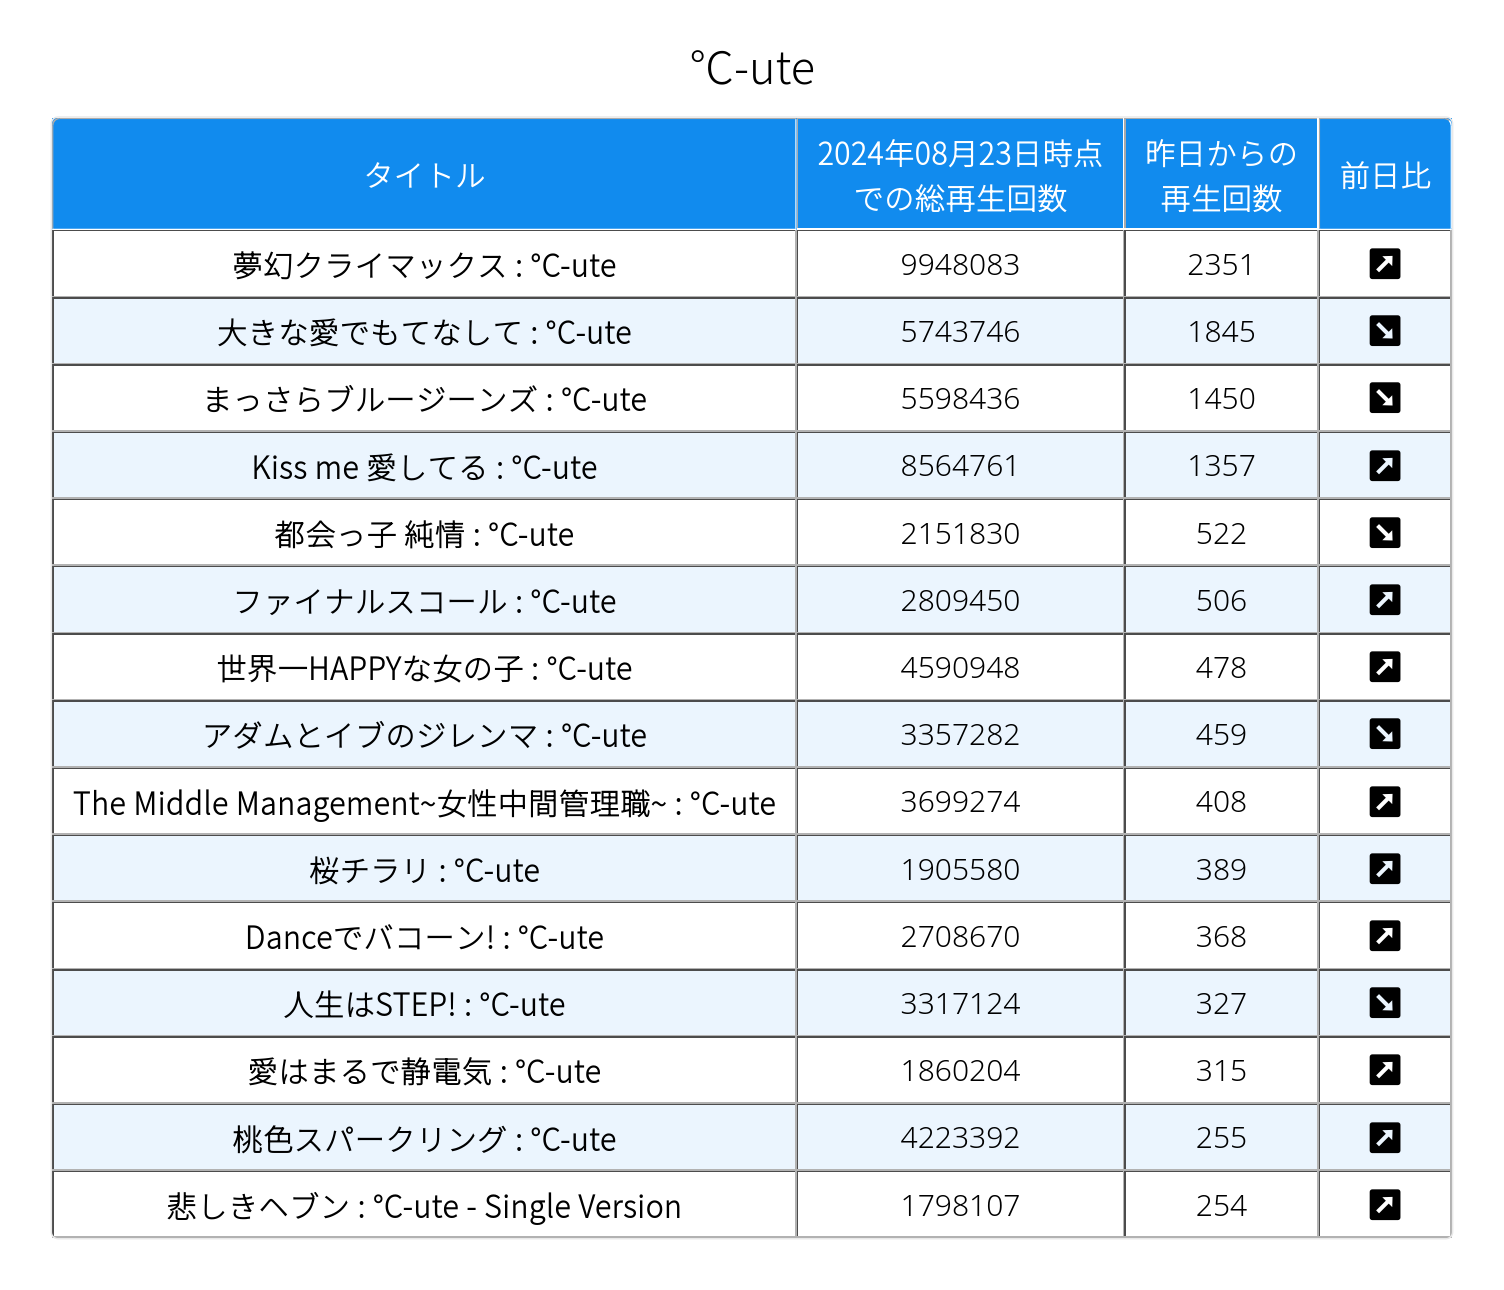 ℃-ute
タイトル 2024年08月23日時点での総再生回数 昨日からの再生回数 前日比
夢幻クライマックス : ℃-ute 9948083 2351 ↗
大きな愛でもてなして : ℃-ute 5743746 1845 ↘
まっさらブルージーンズ : ℃-ute 5598436 1450 ↘
Kiss me 愛してる : ℃-ute 8564761 1357 ↗
都会っ子 純情 : ℃-ute 2151830 522 ↘
ファイナルスコール : ℃-ute 2809450 506 ↗
世界一HAPPYな女の子 : ℃-ute 4590948 478 ↗
アダムとイブのジレンマ : ℃-ute 3357282 459 ↘
The Middle Management~女性中間管理職~ : ℃-ute 3699274 408 ↗
桜チラリ : ℃-ute 1905580 389 ↗
Danceでバコーン! : ℃-ute 2708670 368 ↗
人生はSTEP! : ℃-ute 3317124 327 ↘
愛はまるで静電気 : ℃-ute 1860204 315 ↗
桃色スパークリング : ℃-ute 4223392 255 ↗
悲しきヘブン : ℃-ute - Single Version 1798107 254 ↗